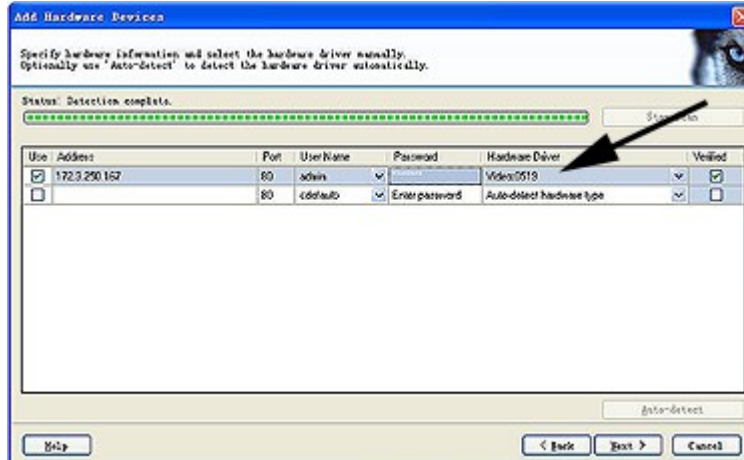 Add Hardware Devices
Specify hardware information and select the hardware driver manually.
Optionally use 'Auto-detect' to detect the hardware driver automatically.
Status: Detection complete.
Use Address Port User Name Password Hardware Driver Verified
172.3.290.167 80 admin Video0519
80 <default> Enter password Auto-detect hardware type
Auto-detect
Help < Back Next > Cancel